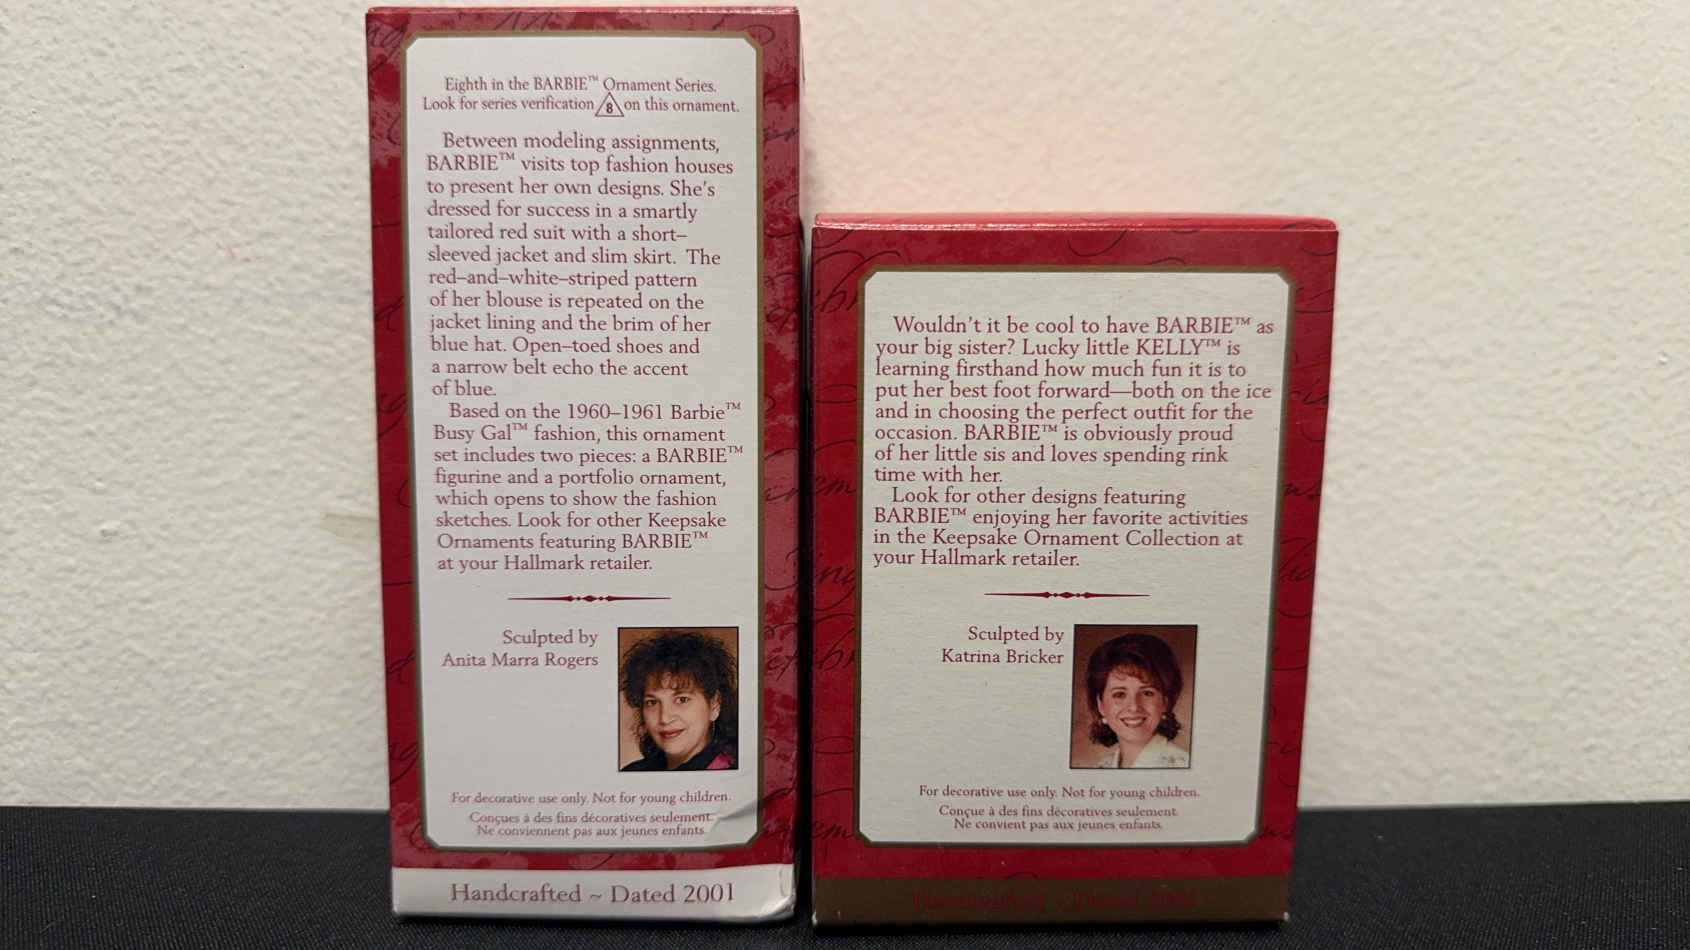 Eighth in the BARBIE™ Ornament Series.
Look for series verification 8 on this ornament.
Between modeling assignments,
BARBIE™ visits top fashion houses
to present her own designs. She's
dressed for success in a smartly
tailored red suit with a short–
sleeved jacket and slim skirt. The
red–and–white–striped pattern
of her blouse is repeated on the
jacket lining and the brim of her
blue hat. Open–toed shoes and
a narrow belt echo the accent
of blue.
Based on the 1960–1961 Barbie™
Busy Gal™ fashion, this ornament
set includes two pieces: a BARBIE™
figurine and a portfolio ornament,
which opens to show the fashion
sketches. Look for other Keepsake
Ornaments featuring BARBIE™
at your Hallmark retailer.
Sculpted by
Anita Marra Rogers
For decorative use only. Not for young children.
Conçues à des fins décoratives seulement.
Ne conviennent pas aux jeunes enfants.
Handcrafted ~ Dated 2001
Wouldn't it be cool to have BARBIE™ as
your big sister? Lucky little KELLY™ is
learning firsthand how much fun it is to
put her best foot forward—both on the ice
and in choosing the perfect outfit for the
occasion. BARBIE™ is obviously proud
of her little sis and loves spending rink
time with her.
Look for other designs featuring
BARBIE™ enjoying her favorite activities
in the Keepsake Ornament Collection at
your Hallmark retailer.
Sculpted by
Katrina Bricker
For decorative use only. Not for young children.
Conçue à des fins décoratives seulement.
Ne convient pas aux jeunes enfants.
Handcrafted ~ Dated 2001